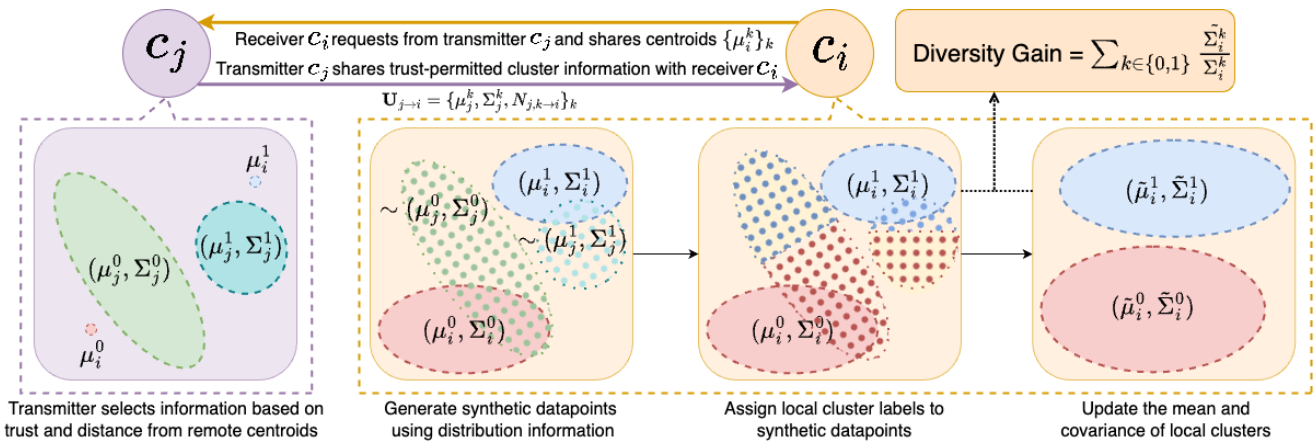 c_j
Receiver c_i requests from transmitter c_j and shares centroids {μ_i^k}_k
Transmitter c_j shares trust-permitted cluster information with receiver c_i
U_{j→i} = {μ_j^k, Σ_j^k, N_{j,k→i}}_k
c_i
Diversity Gain = ∑_{k∈{0,1}} Σ̃_i^k / Σ_i^k
μ_i^1
(μ_j^1, Σ_j^1)
(μ_j^0, Σ_j^0)
μ_i^0
(μ_i^1, Σ_i^1)
∼ (μ_j^0, Σ_j^0)
∼ (μ_j^1, Σ_j^1)
(μ_i^0, Σ_i^0)
(μ_i^1, Σ_i^1)
(μ_i^0, Σ_i^0)
(μ̃_i^1, Σ̃_i^1)
(μ̃_i^0, Σ̃_i^0)
Transmitter selects information based on
trust and distance from remote centroids
Generate synthetic datapoints
using distribution information
Assign local cluster labels to
synthetic datapoints
Update the mean and
covariance of local clusters